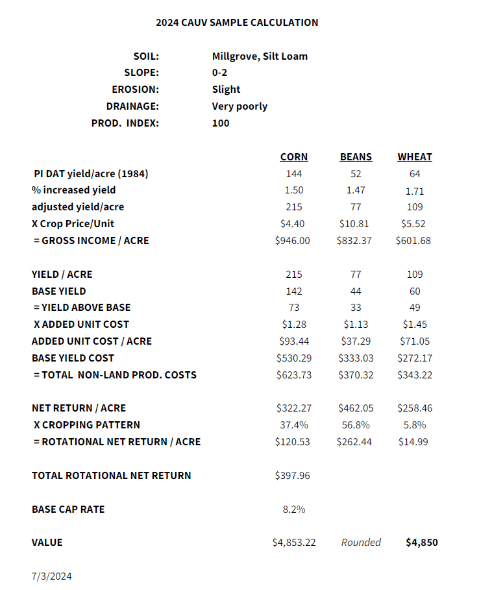 2024 CAUV SAMPLE CALCULATION
SOIL: Millgrove, Silt Loam
SLOPE: 0-2
EROSION: Slight
DRAINAGE: Very poorly
PROD. INDEX: 100
CORN BEANS WHEAT
PI DAT yield/acre (1984) 144 52 64
% increased yield 1.50 1.47 1.71
adjusted yield/acre 215 77 109
X Crop Price/Unit $4.40 $10.81 $5.52
= GROSS INCOME / ACRE $946.00 $832.37 $601.68
YIELD / ACRE 215 77 109
BASE YIELD 142 44 60
= YIELD ABOVE BASE 73 33 49
X ADDED UNIT COST $1.28 $1.13 $1.45
ADDED UNIT COST / ACRE $93.44 $37.29 $71.05
BASE YIELD COST $530.29 $333.03 $272.17
= TOTAL NON-LAND PROD. COSTS $623.73 $370.32 $343.22
NET RETURN / ACRE $322.27 $462.05 $258.46
X CROPPING PATTERN 37.4% 56.8% 5.8%
= ROTATIONAL NET RETURN / ACRE $120.53 $262.44 $14.99
TOTAL ROTATIONAL NET RETURN $397.96
BASE CAP RATE 8.2%
VALUE $4,853.22 Rounded $4,850
7/3/2024